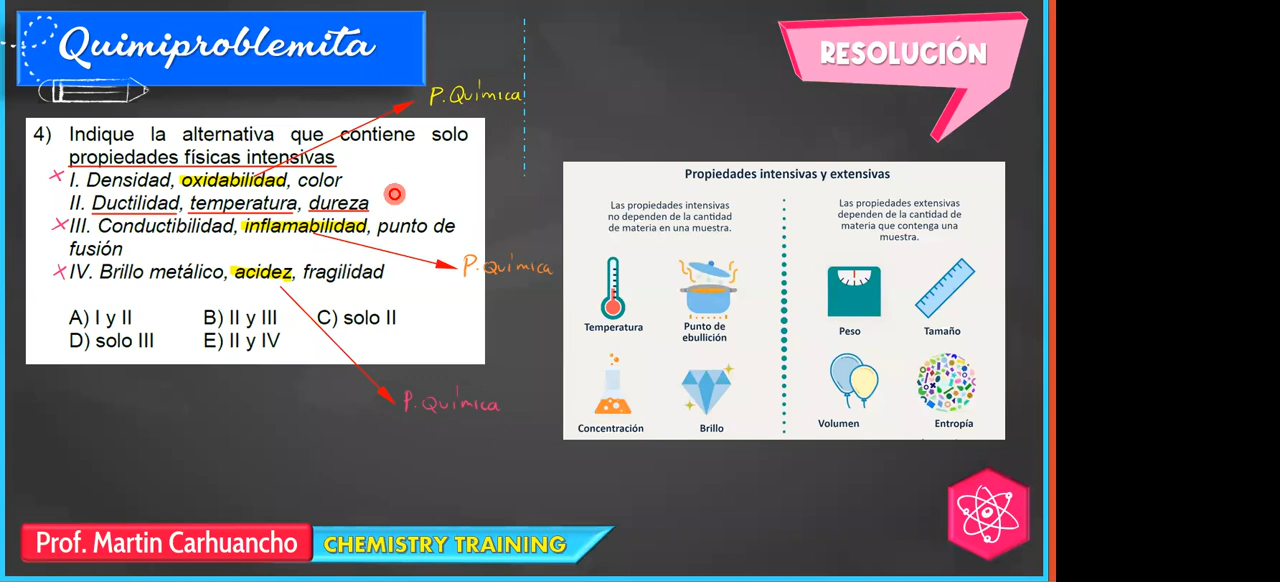 Quimiproblemita
RESOLUCIÓN
P. Química
4) Indique la alternativa que contiene solo
propiedades físicas intensivas
I. Densidad, oxidabilidad, color
II. Ductilidad, temperatura, dureza
III. Conductibilidad, inflamabilidad, punto de
fusión
IV. Brillo metálico, acidez, fragilidad
A) I y II B) II y III C) solo II
D) solo III E) II y IV
P. Química
P. Química
Propiedades intensivas y extensivas
Las propiedades intensivas
no dependen de la cantidad
de materia en una muestra.
Las propiedades extensivas
dependen de la cantidad de
materia que contenga una
muestra.
Temperatura
Punto de
ebullición
Peso
Tamaño
Concentración
Brillo
Volumen
Entropía
Prof. Martin Carhuancho
CHEMISTRY TRAINING